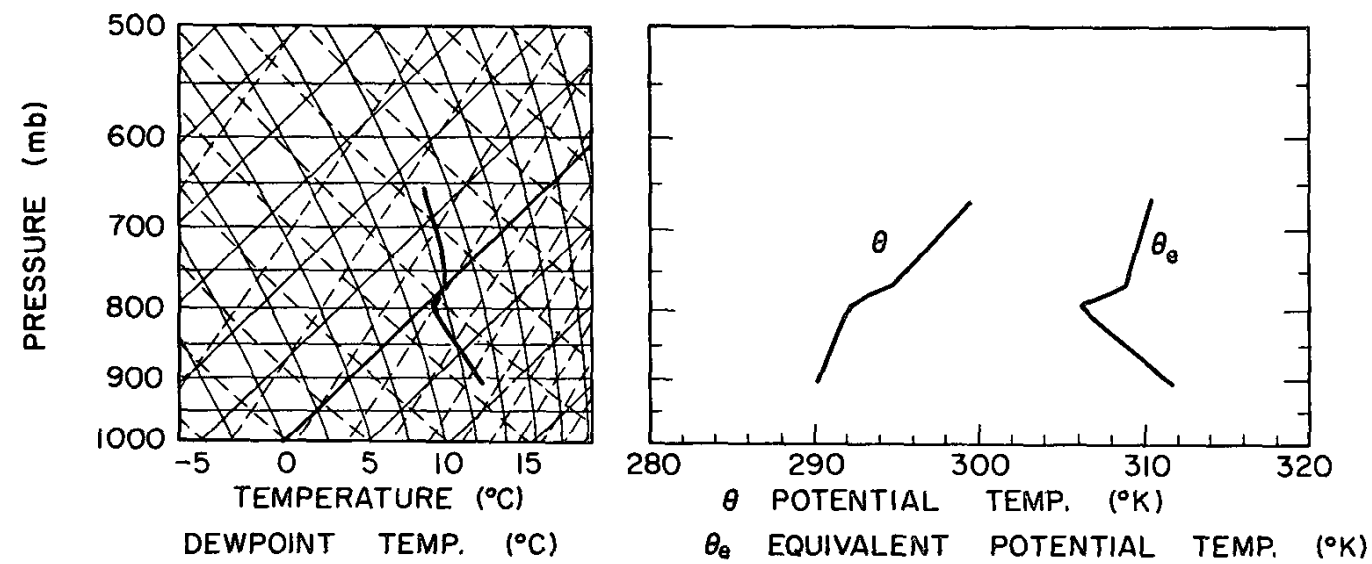 500
600
700
800
900
1000
PRESSURE (mb)
-5 0 5 10 15
TEMPERATURE (°C)
DEWPOINT TEMP. (°C)
θ
θe
280 290 300 310 320
θ POTENTIAL TEMP. (°K)
θe EQUIVALENT POTENTIAL TEMP. (°K)